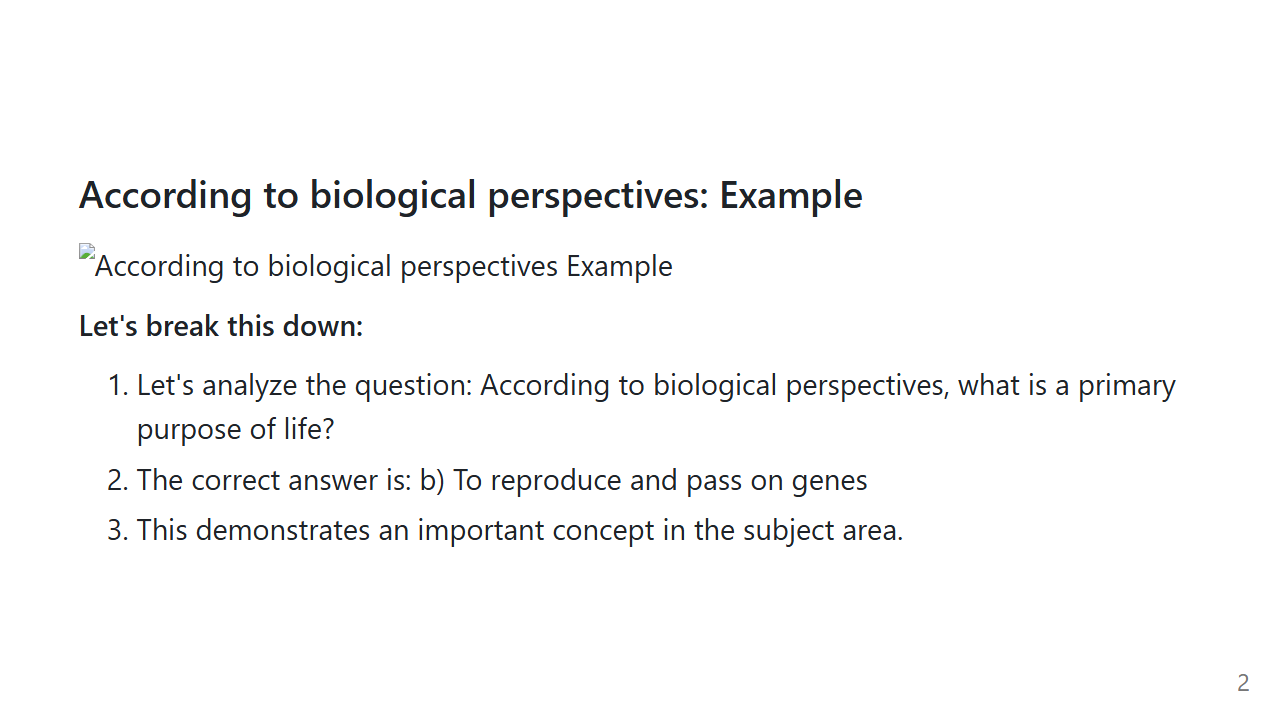 According to biological perspectives: Example
According to biological perspectives Example
Let's break this down:
1. Let's analyze the question: According to biological perspectives, what is a primary
purpose of life?
2. The correct answer is: b) To reproduce and pass on genes
3. This demonstrates an important concept in the subject area.
2